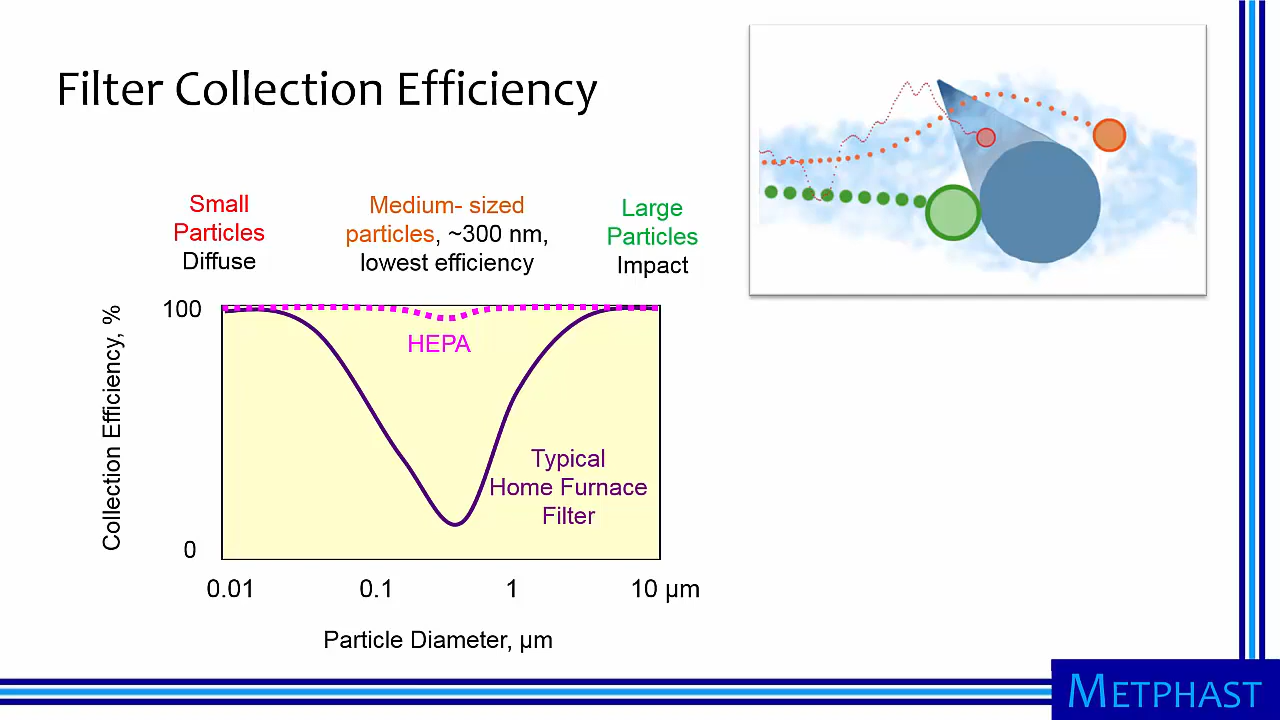 Filter Collection Efficiency
Small
Particles
Diffuse
Medium- sized
particles, ~300 nm,
lowest efficiency
Large
Particles
Impact
Collection Efficiency, %
100
0
HEPA
Typical
Home Furnace
Filter
0.01
0.1
1
10 µm
Particle Diameter, µm
METPHAST